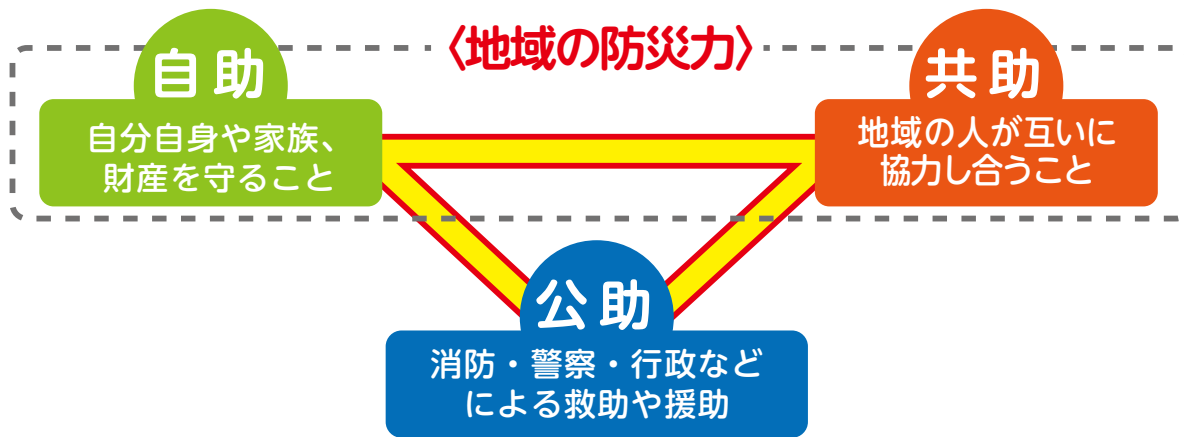 〈地域の防災力〉
自助
自分自身や家族、
財産を守ること
共助
地域の人が互いに
協力し合うこと
公助
消防・警察・行政など
による救助や援助